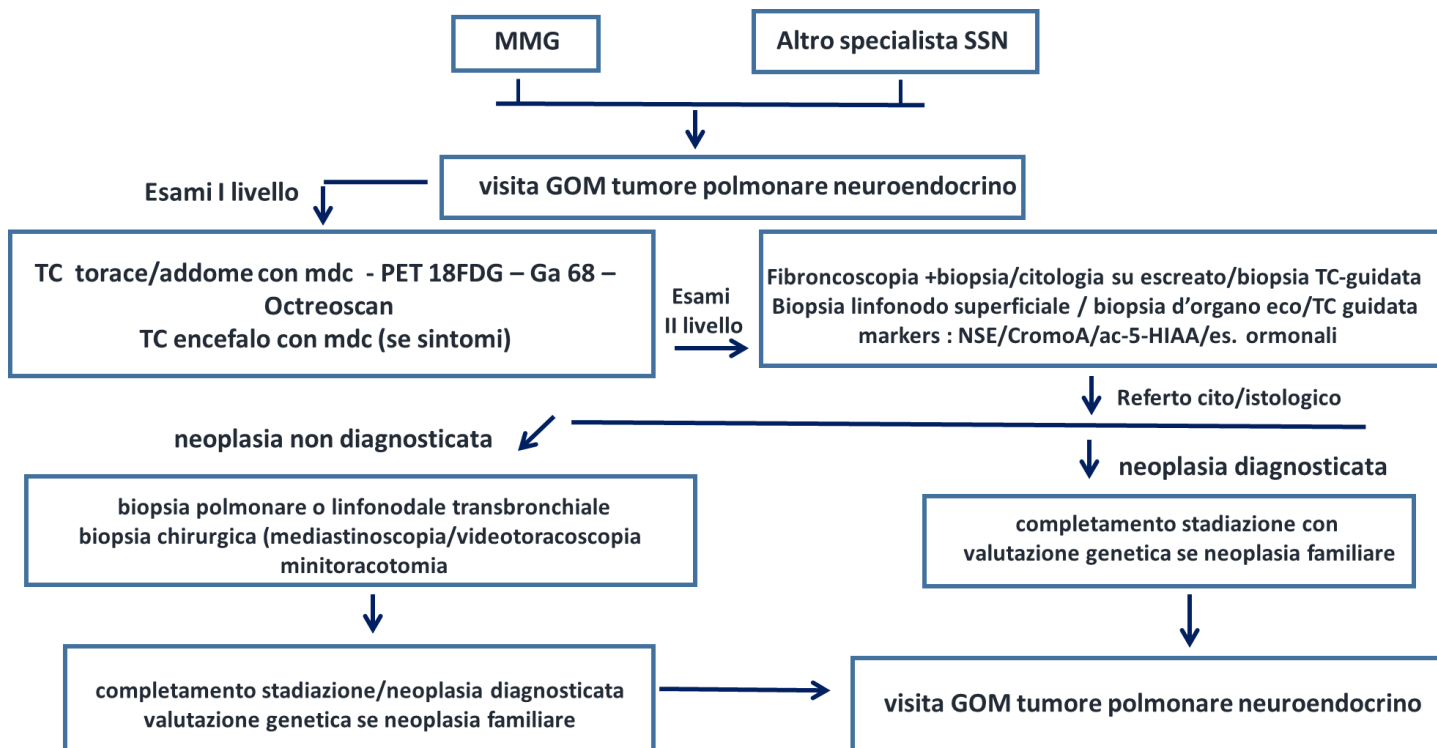 MMG
Altro specialista SSN
visita GOM tumore polmonare neuroendocrino
Esami I livello
TC torace/addome con mdc - PET 18FDG – Ga 68 –
Octreoscan
TC encefalo con mdc (se sintomi)
Esami
II livello
Fibroncoscopia +biopsia/citologia su escreato/biopsia TC-guidata
Biopsia linfonodo superficiale / biopsia d’organo eco/TC guidata
markers : NSE/CromoA/ac-5-HIAA/es. ormonali
Referto cito/istologico
neoplasia non diagnosticata
neoplasia diagnosticata
biopsia polmonare o linfonodale transbronchiale
biopsia chirurgica (mediastinoscopia/videotoracoscopia
minitoracotomia
completamento stadiazione con
valutazione genetica se neoplasia familiare
completamento stadiazione/neoplasia diagnosticata
valutazione genetica se neoplasia familiare
visita GOM tumore polmonare neuroendocrino